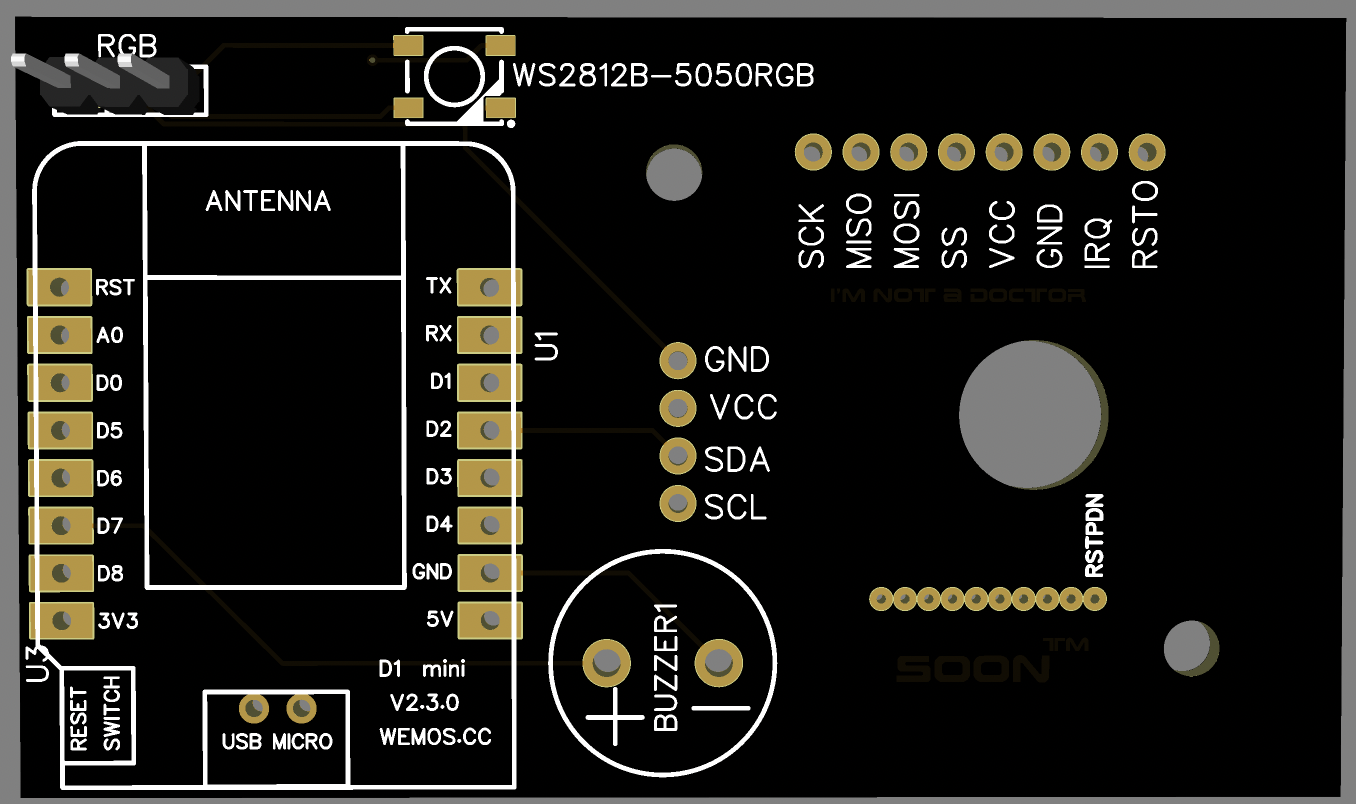 RGB
WS2812B-5050RGB
ANTENNA
SCK
MISO
MOSI
SS
VCC
GND
IRQ
RSTO
I'M NOT A DOCTOR
RST
A0
D0
D5
D6
D7
D8
3V3
TX
RX
D1
D2
D3
D4
GND
5V
U1
GND
VCC
SDA
SCL
RSTPDN
SOON™
BUZZER1
+
−
U3
RESET
SWITCH
D1 mini
V2.3.0
WEMOS.CC
USB MICRO